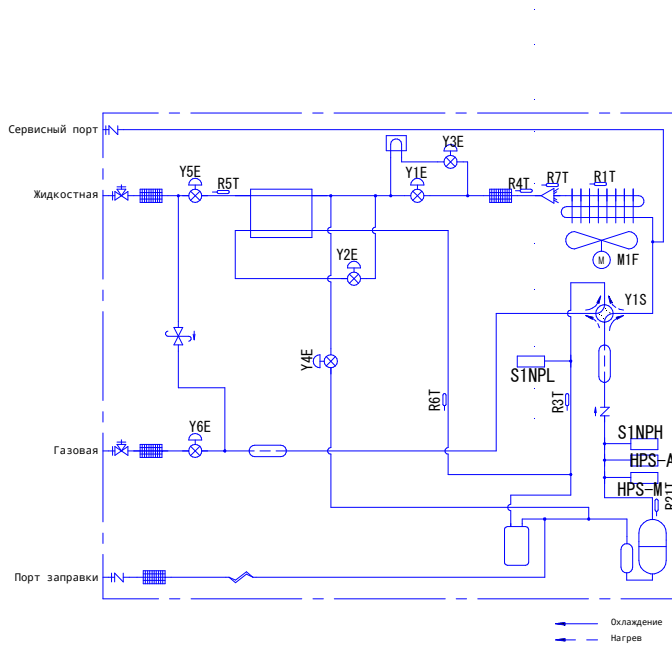 Сервисный порт
Y3E
Y5E
Y1E
R5T
R4T
R7T
R1T
Жидкостная
Y2E
M
M1F
Y1S
Y4E
S1NPL
R6T
R3T
Y6E
Газовая
S1NPH
HPS-A
HPS-M
R21T
Порт заправки
Охлаждение
Нагрев